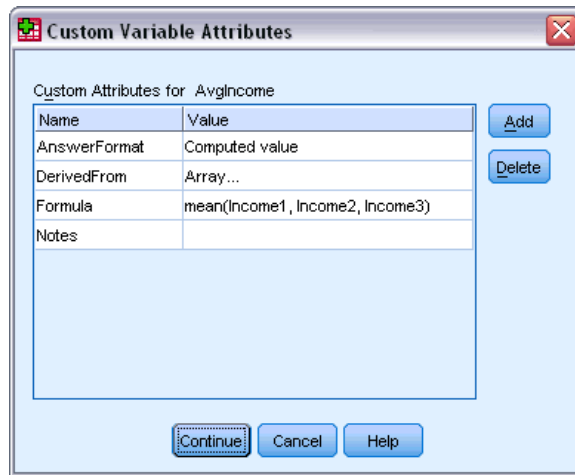 Custom Variable Attributes
Custom Attributes for AvgIncome
Name Value
AnswerFormat Computed value
DerivedFrom Array...
Formula mean(Income1, Income2, Income3)
Notes
Add
Delete
Continue Cancel Help